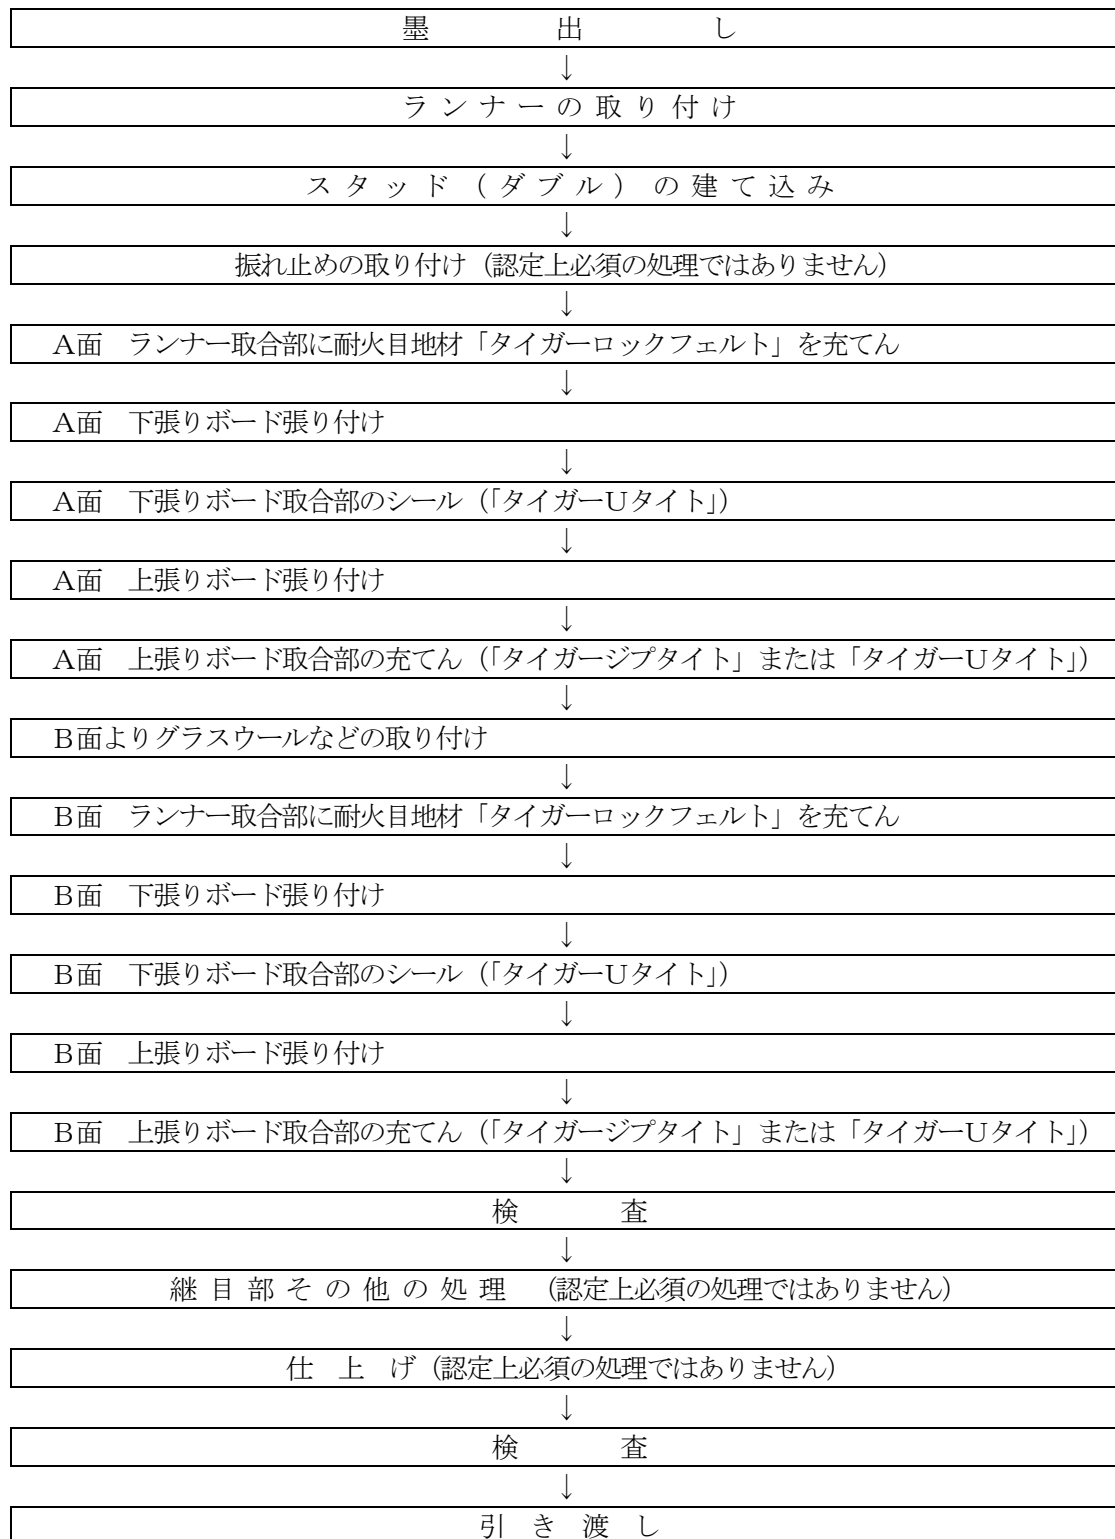 墨出し
↓
ランナーの取り付け
↓
スタッド（ダブル）の建て込み
↓
振れ止めの取り付け（認定上必須の処理ではありません）
↓
A面　ランナー取合部に耐火目地材「タイガーロックフェルト」を充てん
↓
A面　下張りボード張り付け
↓
A面　下張りボード取合部のシール（「タイガーUタイト」）
↓
A面　上張りボード張り付け
↓
A面　上張りボード取合部の充てん（「タイガージプタイト」または「タイガーUタイト」）
↓
B面よりグラスウールなどの取り付け
↓
B面　ランナー取合部に耐火目地材「タイガーロックフェルト」を充てん
↓
B面　下張りボード張り付け
↓
B面　下張りボード取合部のシール（「タイガーUタイト」）
↓
B面　上張りボード張り付け
↓
B面　上張りボード取合部の充てん（「タイガージプタイト」または「タイガーUタイト」）
↓
検査
↓
継目部その他の処理　（認定上必須の処理ではありません）
↓
仕上げ（認定上必須の処理ではありません）
↓
検査
↓
引き渡し